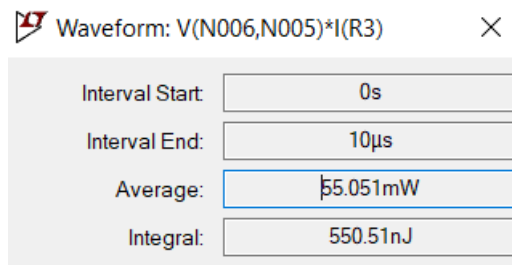 Waveform: V(N006,N005)*I(R3)
Interval Start: 0s
Interval End: 10µs
Average: 55.051mW
Integral: 550.51nJ